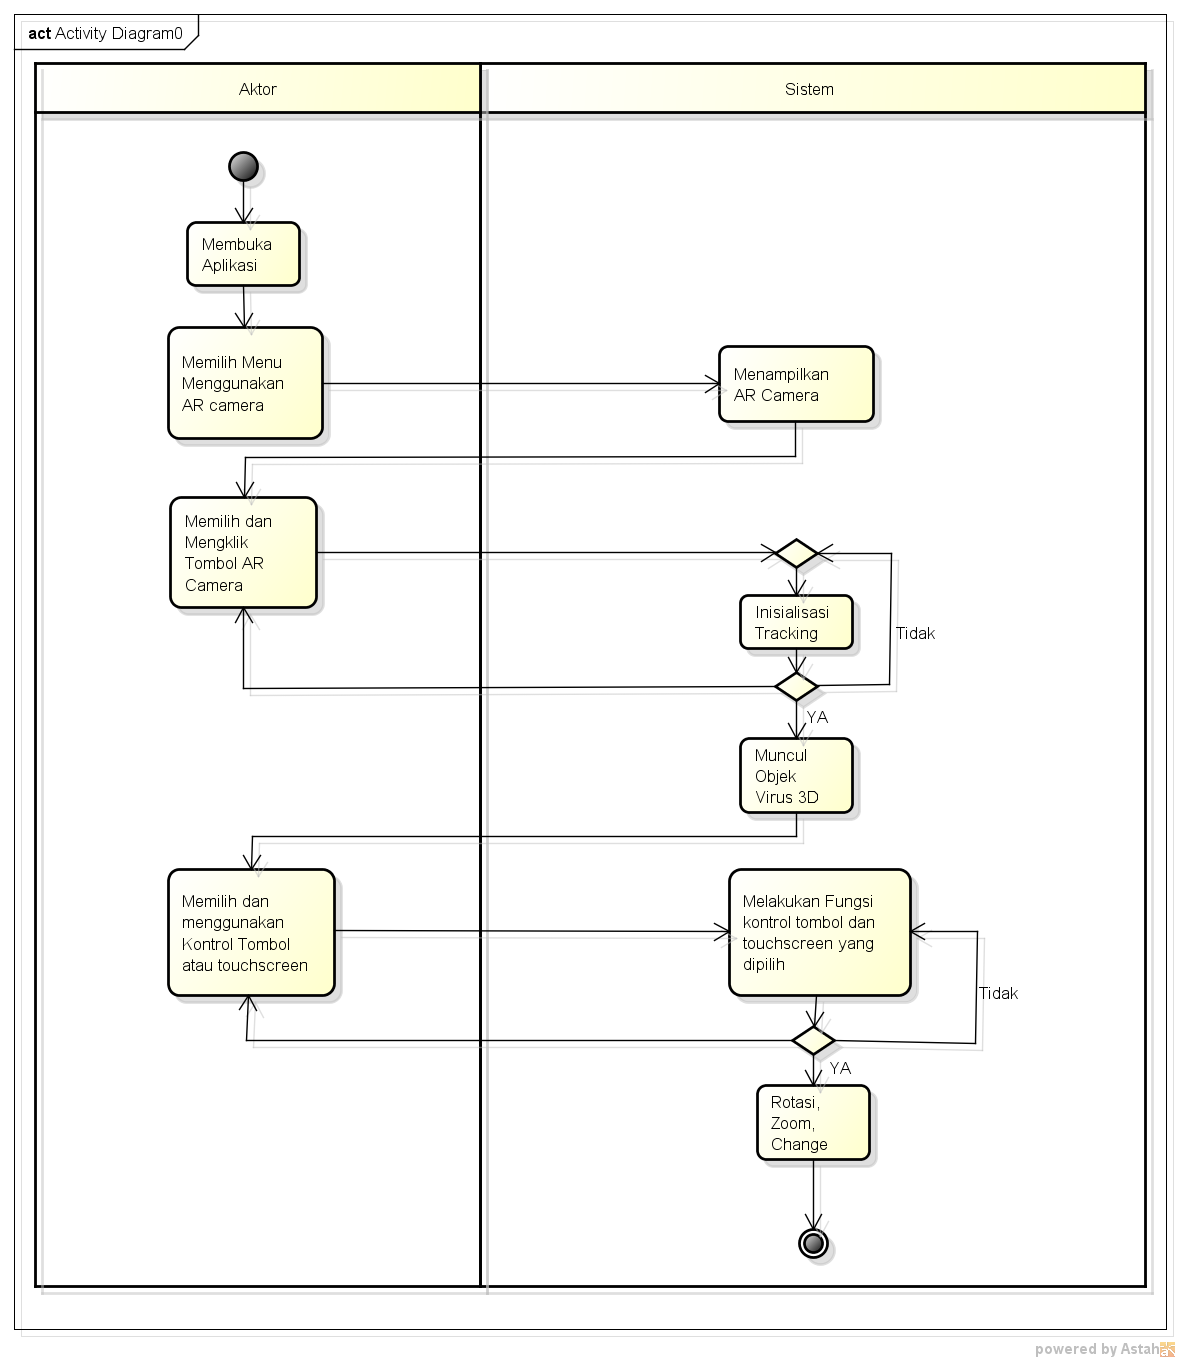 act Activity Diagram0
Aktor
Sistem
Membuka
Aplikasi
Memilih Menu
Menggunakan
AR camera
Menampilkan
AR Camera
Memilih dan
Mengklik
Tombol AR
Camera
Inisialisasi
Tracking
Tidak
YA
Muncul
Objek
Virus 3D
Memilih dan
menggunakan
Kontrol Tombol
atau touchscreen
Melakukan Fungsi
kontrol tombol dan
touchscreen yang
dipilih
Tidak
YA
Rotasi,
Zoom,
Change
powered by Astah